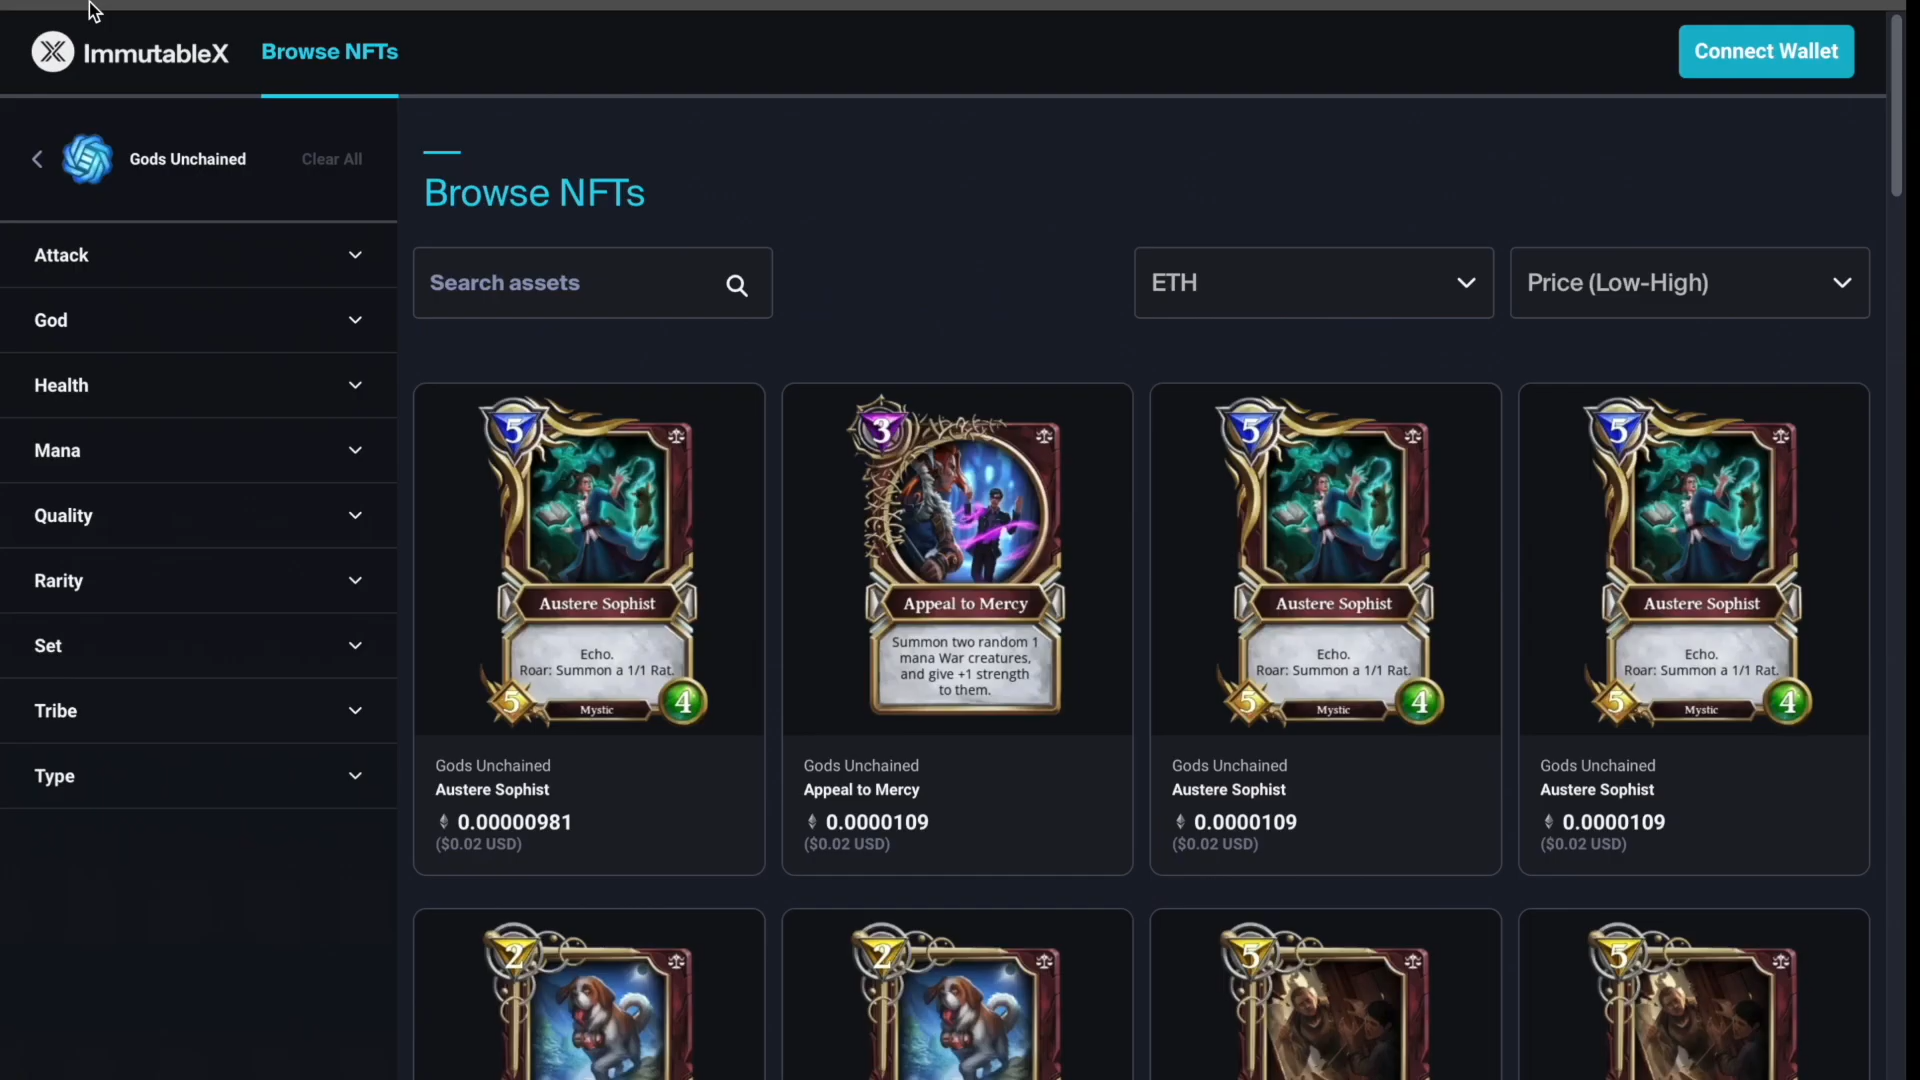 ImmutableX
Browse NFTs
Connect Wallet
Gods Unchained
Clear All
Attack
God
Health
Mana
Quality
Rarity
Set
Tribe
Type
Browse NFTs
Search assets
ETH
Price (Low-High)
5
Austere Sophist
Echo.
Roar: Summon a 1/1 Rat.
5
Mystic
4
Gods Unchained
Austere Sophist
0.00000981
($0.02 USD)
3
Appeal to Mercy
Summon two random 1
mana War creatures,
and give +1 strength
to them.
Gods Unchained
Appeal to Mercy
0.0000109
($0.02 USD)
5
Austere Sophist
Echo.
Roar: Summon a 1/1 Rat.
5
Mystic
4
Gods Unchained
Austere Sophist
0.0000109
($0.02 USD)
5
Austere Sophist
Echo.
Roar: Summon a 1/1 Rat.
5
Mystic
4
Gods Unchained
Austere Sophist
0.0000109
($0.02 USD)
2
2
5
5